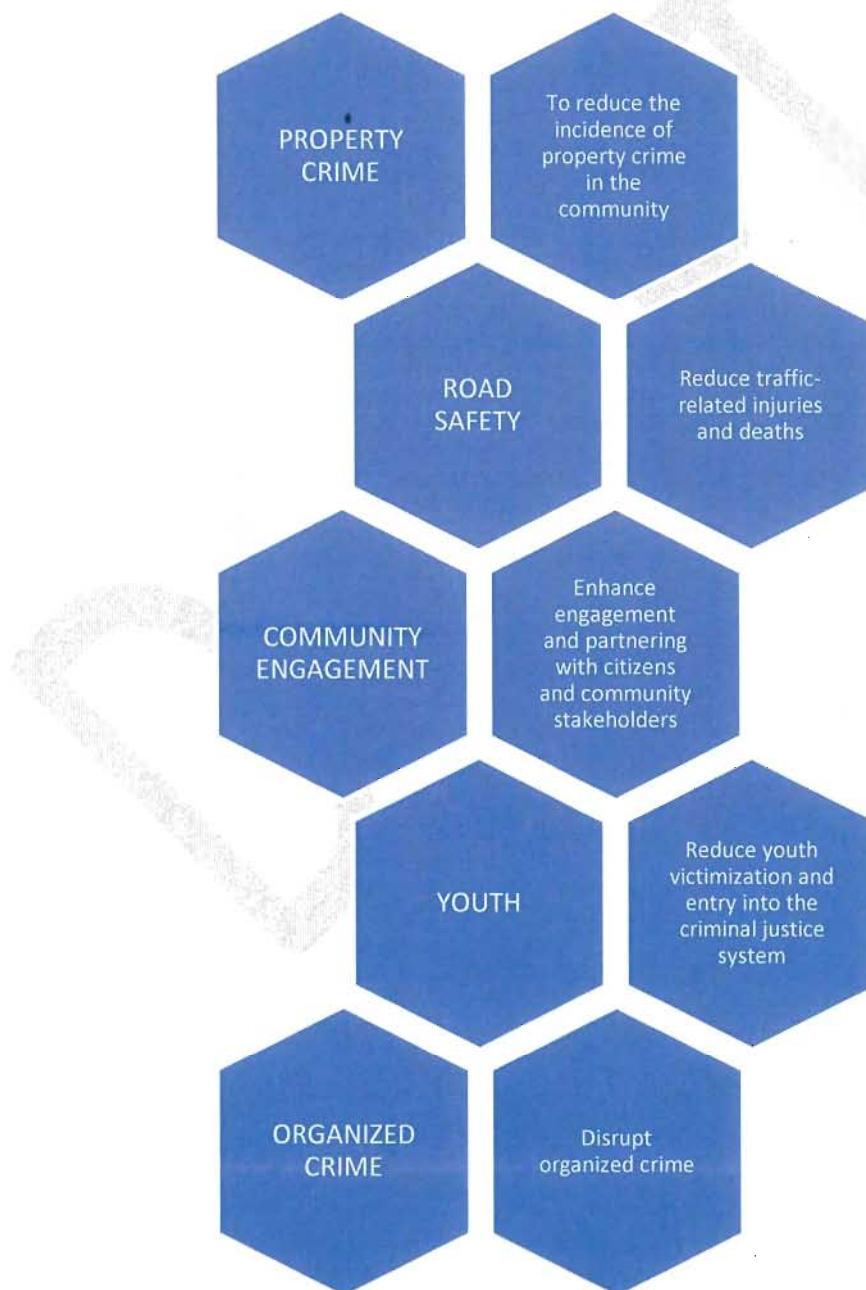 PROPERTY
CRIME
To reduce the
incidence of
property crime
in the
community
ROAD
SAFETY
Reduce traffic-
related injuries
and deaths
COMMUNITY
ENGAGEMENT
Enhance
engagement
and partnering
with citizens
and community
stakeholders
YOUTH
Reduce youth
victimization and
entry into the
criminal justice
system
ORGANIZED
CRIME
Disrupt
organized crime